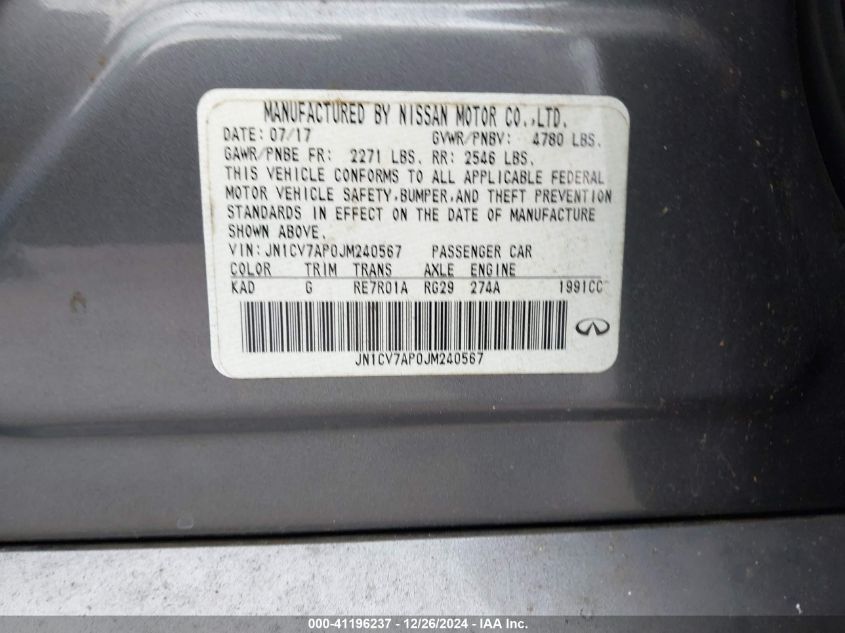 MANUFACTURED BY NISSAN MOTOR CO.,LTD.
DATE: 07/17 GVWR/PNBV: 4780 LBS.
GAWR/PNBE FR: 2271 LBS. RR: 2546 LBS.
THIS VEHICLE CONFORMS TO ALL APPLICABLE FEDERAL
MOTOR VEHICLE SAFETY,BUMPER,AND THEFT PREVENTION
STANDARDS IN EFFECT ON THE DATE OF MANUFACTURE
SHOWN ABOVE.
VIN: JN1CV7AP0JM240567 PASSENGER CAR
COLOR TRIM TRANS AXLE ENGINE
KAD G RE7R01A RG29 274A 1991CC
JN1CV7AP0JM240567
000-41196237 - 12/26/2024 - IAA Inc.